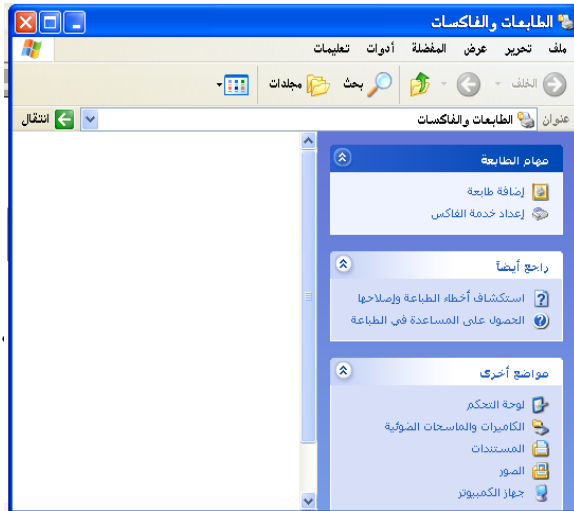 الطابعات والفاكسات
ملف تحرير عرض المفضلة أدوات تعليمات
الخلف بحث مجلدات
عنوان الطابعات والفاكسات انتقال
مهام الطابعة
إضافة طابعة
إعداد خدمة الفاكس
راجع أيضاً
استكشاف أخطاء الطباعة وإصلاحها
الحصول على المساعدة في الطباعة
مواضع أخرى
لوحة التحكم
الكاميرات والماسحات الضوئية
المستندات
الصور
جهاز الكمبيوتر